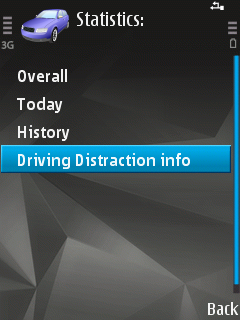 Statistics:
3G
Overall
Today
History
Driving Distraction info
Back